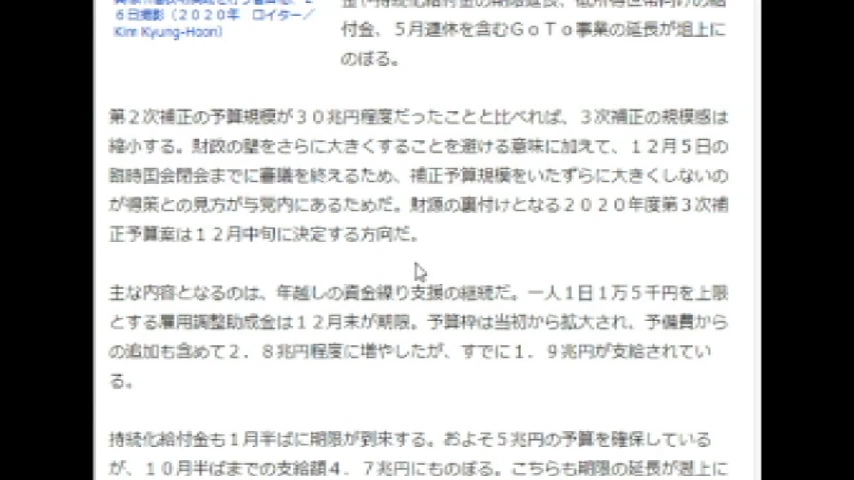 6日撮影(2020年 ロイター/
Kim Kyung-Hoon)
付金、5月連休を含むGoTo事業の延長が俎上に
のぼる。
第2次補正の予算規模が30兆円程度だったことと比べれば、3次補正の規模感は
縮小する。財政の壁をさらに大きくすることを避ける意味に加えて、12月5日の
臨時国会閉会までに審議を終えるため、補正予算規模をいたずらに大きくしないの
が得策との見方が与党内にあるためだ。財源の裏付けとなる2020年度第3次補
正予算案は12月中旬に決定する方向だ。
主な内容となるのは、年越しの資金繰り支援の継続だ。一人1日1万5千円を上限
とする雇用調整助成金は12月末が期限。予算枠は当初から拡大され、予備費から
の追加も含めて2.8兆円程度に増やしたが、すでに1.9兆円が支給されてい
る。
持続化給付金も1月半ばに期限が到来する。およそ5兆円の予算を確保している
が、10月半ばまでの支給額4.7兆円にものぼる。こちらも期限の延長が遡上に